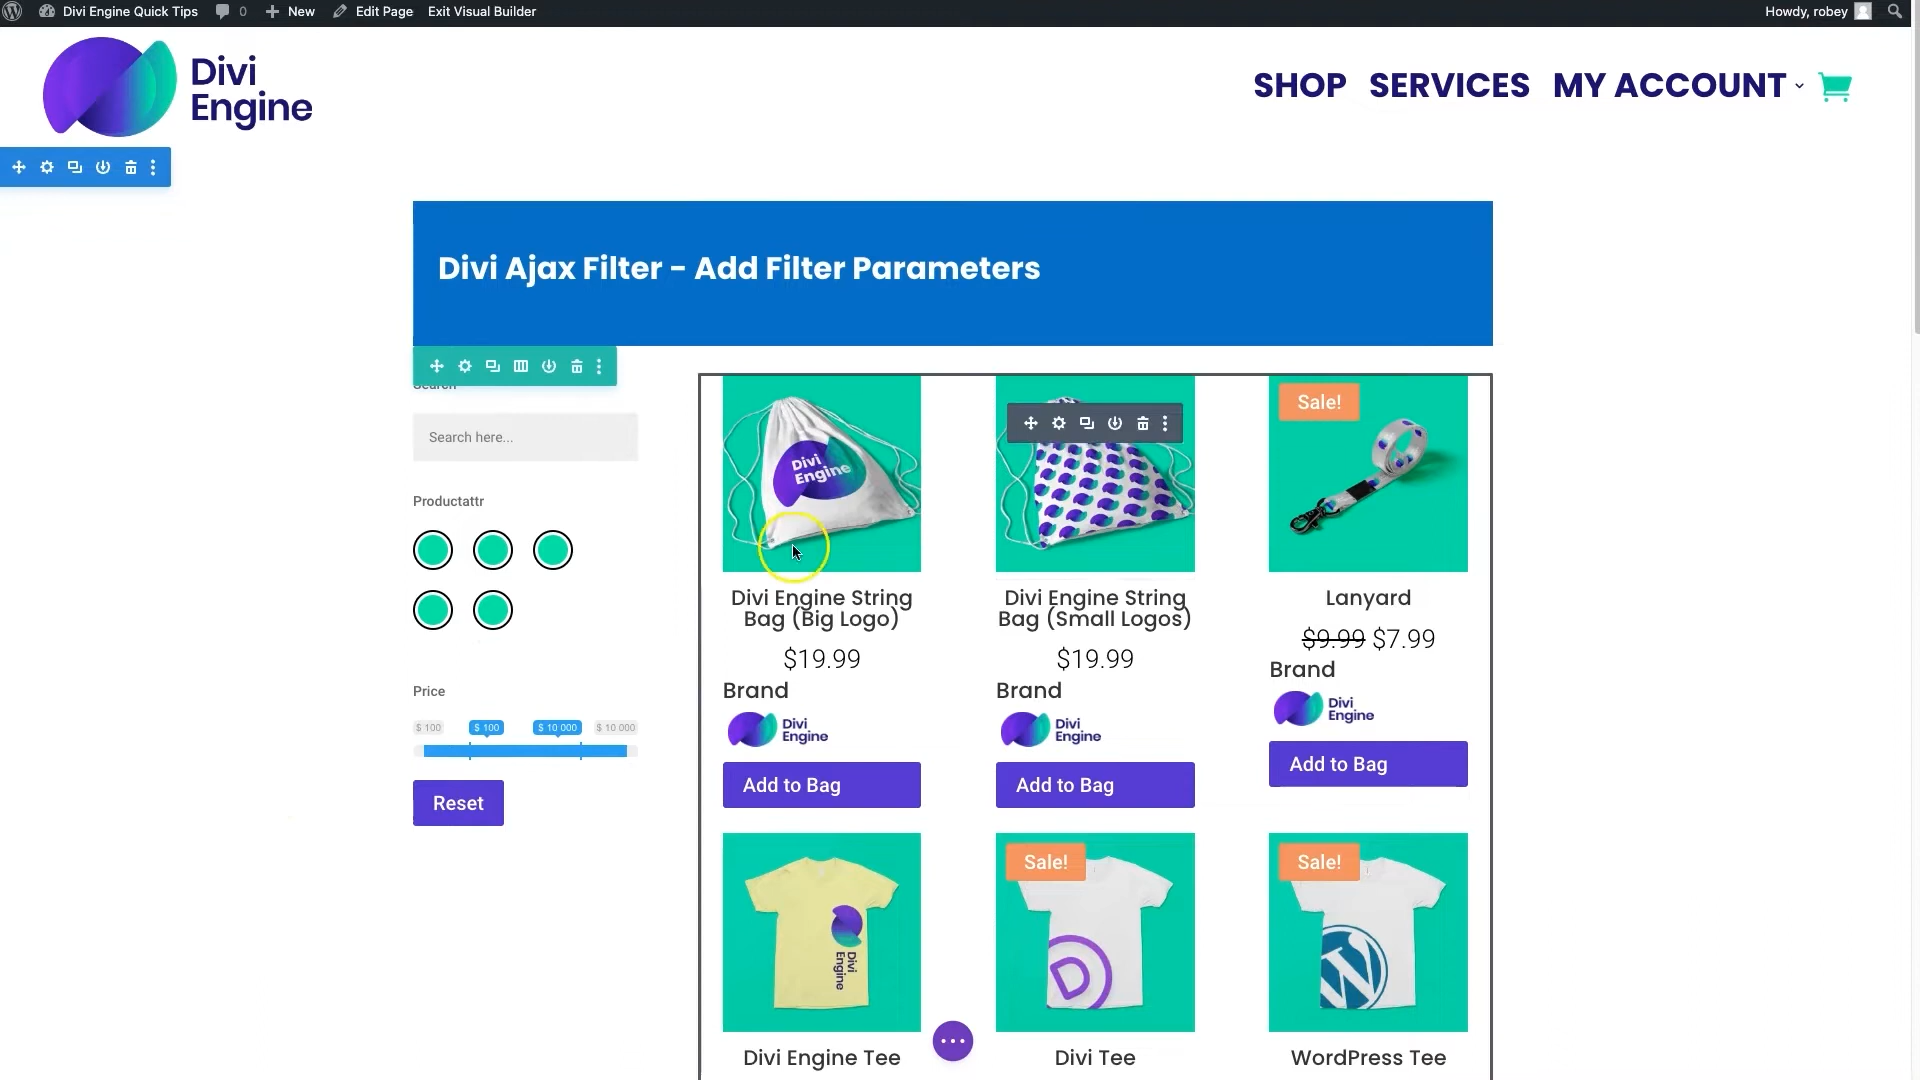 Divi Engine Quick Tips 0 New Edit Page Exit Visual Builder Howdy, robey
Divi
Engine
SHOP SERVICES MY ACCOUNT
Divi Ajax Filter - Add Filter Parameters
Search
Search here...
Productattr
Price
$ 100 $ 100 $ 10 000 $ 10 000
Reset
Divi
Engine
Divi Engine String
Bag (Big Logo)
$19.99
Brand
Divi
Engine
Add to Bag
Divi Engine String
Bag (Small Logos)
$19.99
Brand
Divi
Engine
Add to Bag
Sale!
Lanyard
$9.99 $7.99
Brand
Divi
Engine
Add to Bag
Divi
Engine
Divi Engine Tee
Sale!
D
Divi Tee
Sale!
W
WordPress Tee